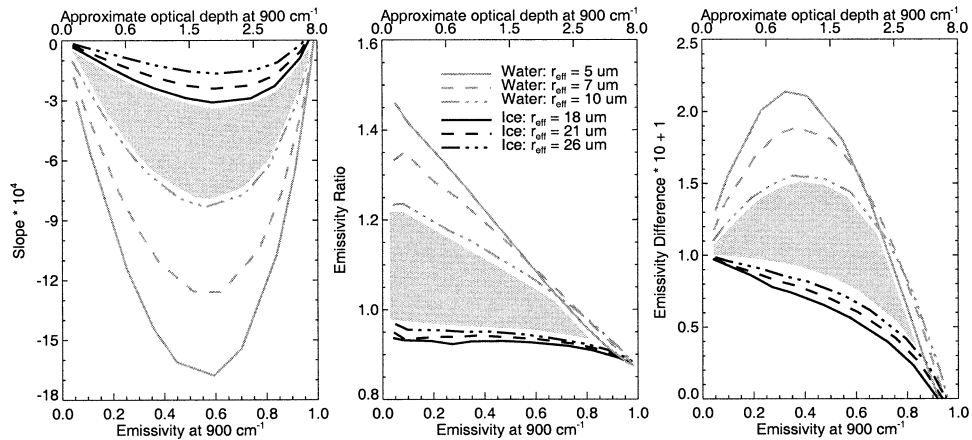 Approximate optical depth at 900 cm⁻¹
0.0 0.6 1.5 2.5 8.0
0
-3
-6
-9
-12
-15
-18
Slope * 10⁴
0.0 0.2 0.4 0.6 0.8 1.0
Emissivity at 900 cm⁻¹
Approximate optical depth at 900 cm⁻¹
0.0 0.6 1.5 2.5 8.0
1.6
1.4
1.2
1.0
0.8
Emissivity Ratio
Water: r_eff = 5 um
Water: r_eff = 7 um
Water: r_eff = 10 um
Ice: r_eff = 18 um
Ice: r_eff = 21 um
Ice: r_eff = 26 um
0.0 0.2 0.4 0.6 0.8 1.0
Emissivity at 900 cm⁻¹
Approximate optical depth at 900 cm⁻¹
0.0 0.6 1.5 2.5 8.0
2.5
2.0
1.5
1.0
0.5
0.0
Emissivity Difference * 10 + 1
0.0 0.2 0.4 0.6 0.8 1.0
Emissivity at 900 cm⁻¹